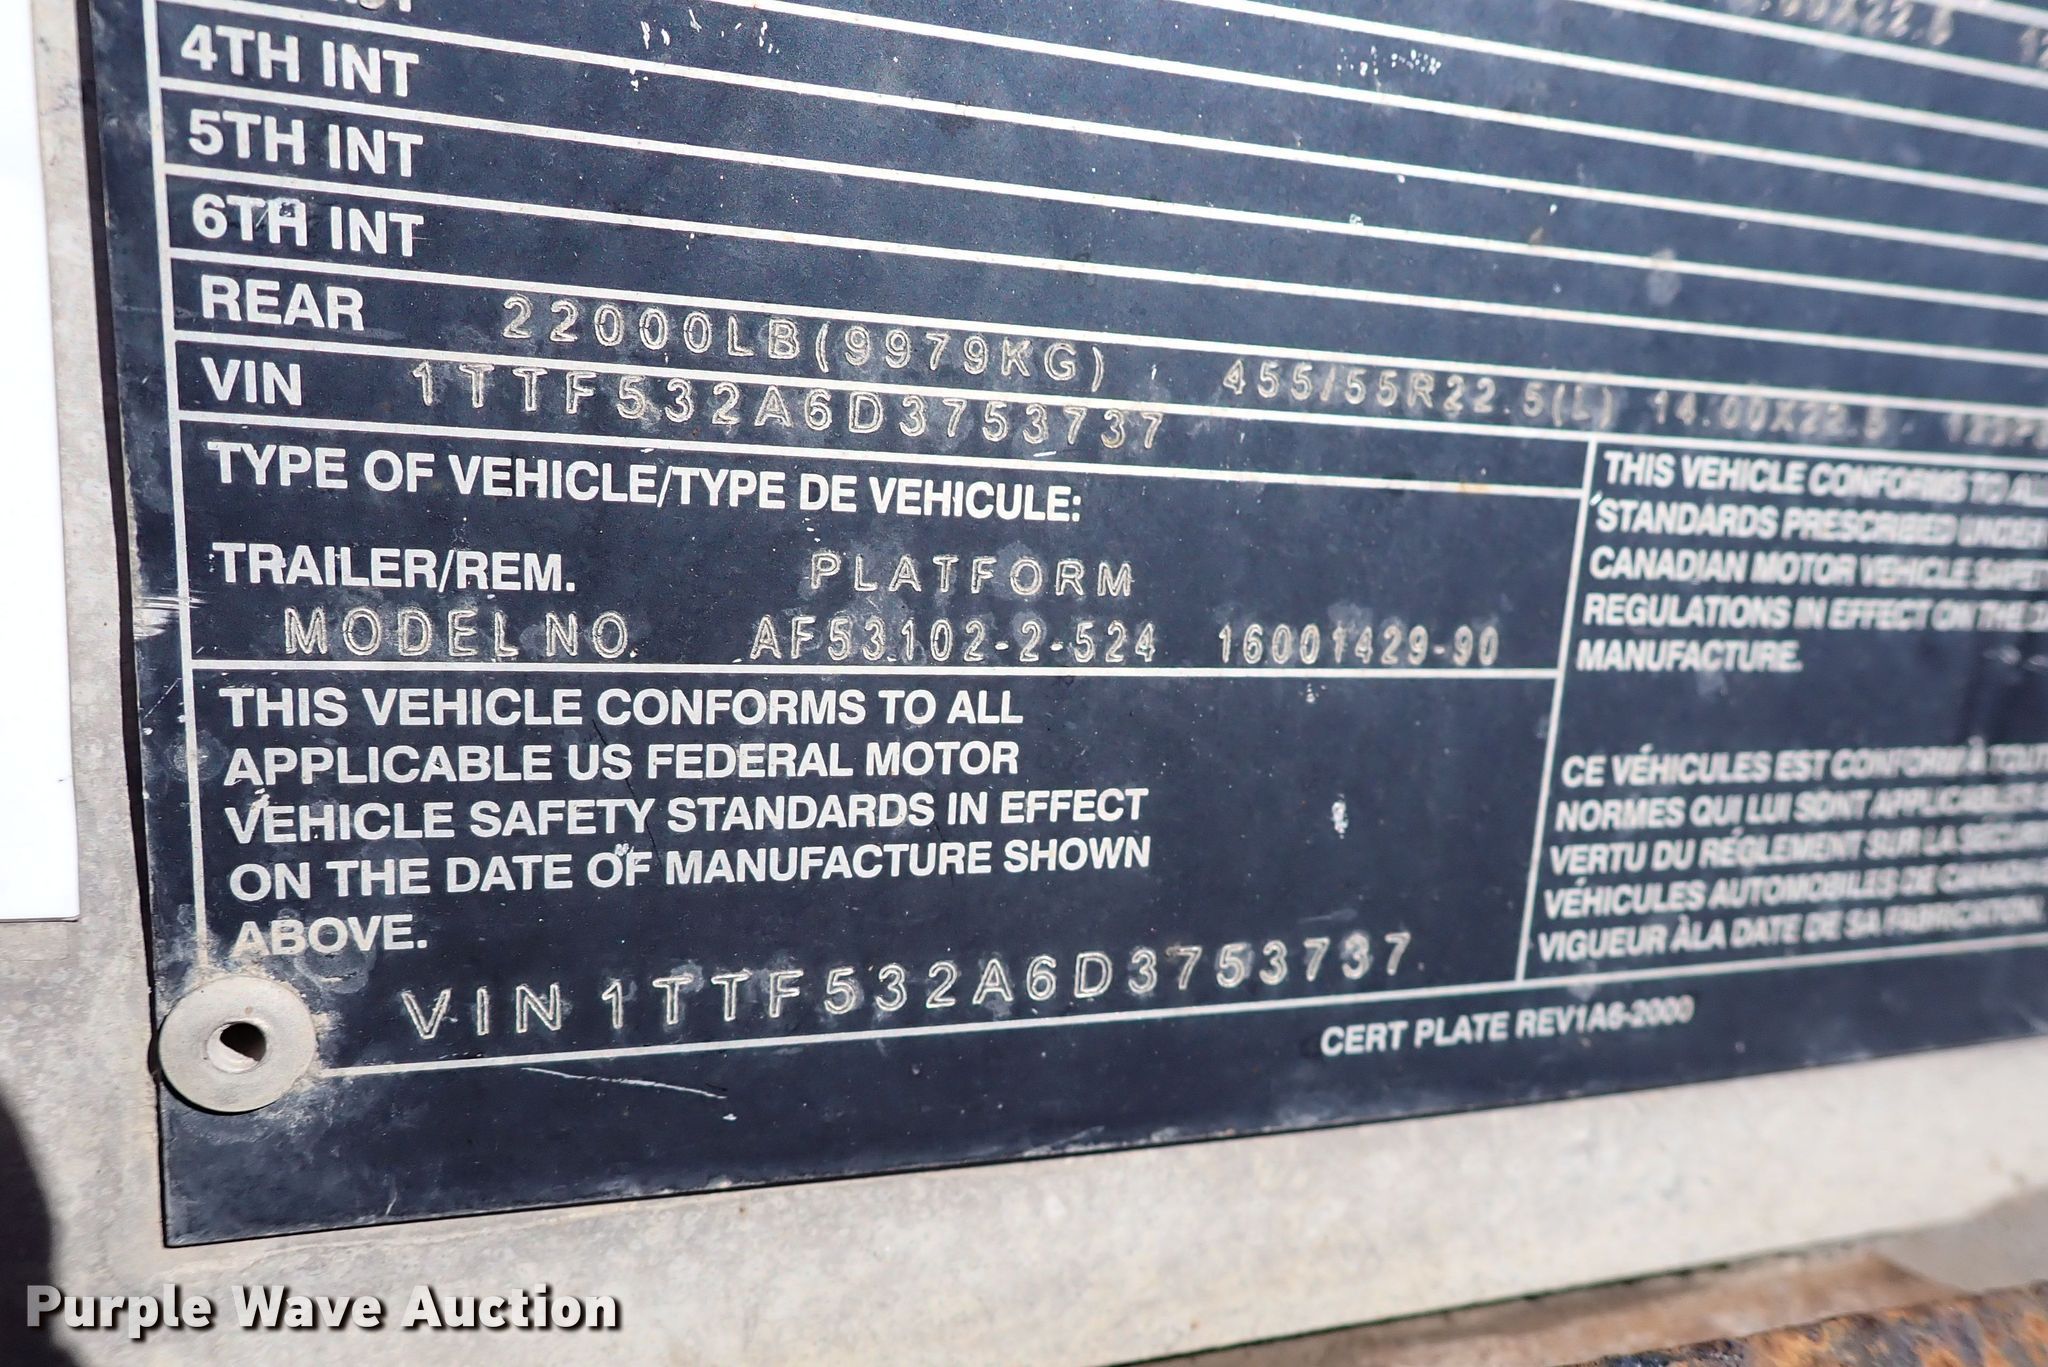 4TH INT
5TH INT
6TH INT
REAR 22000LB(9979KG) 455/55R22.5(L) 14.00X22.5
VIN 1TTF532A6D3753737
TYPE OF VEHICLE/TYPE DE VEHICULE:
TRAILER/REM. PLATFORM
MODEL NO. AF53102-2-524 16001429-90
THIS VEHICLE CONFORMS TO ALL
APPLICABLE US FEDERAL MOTOR
VEHICLE SAFETY STANDARDS IN EFFECT
ON THE DATE OF MANUFACTURE SHOWN
ABOVE.
VIN 1TTF532A6D3753737
THIS VEHICLE CONFORMS TO
STANDARDS PRESCRIBED UNDER
CANADIAN MOTOR VEHICLE
REGULATIONS IN EFFECT ON THE
MANUFACTURE.
CE VÉHICULES EST CONFORM À
NORMES QUI LUI SONT APPLICABLES
VERTU DU RÉGLEMENT SUR LA
VÉHICULES AUTOMOBILES DE
VIGUEUR ÀLA DATE DE SA FABRICATION.
CERT PLATE REV1A6-2000
Purple Wave Auction